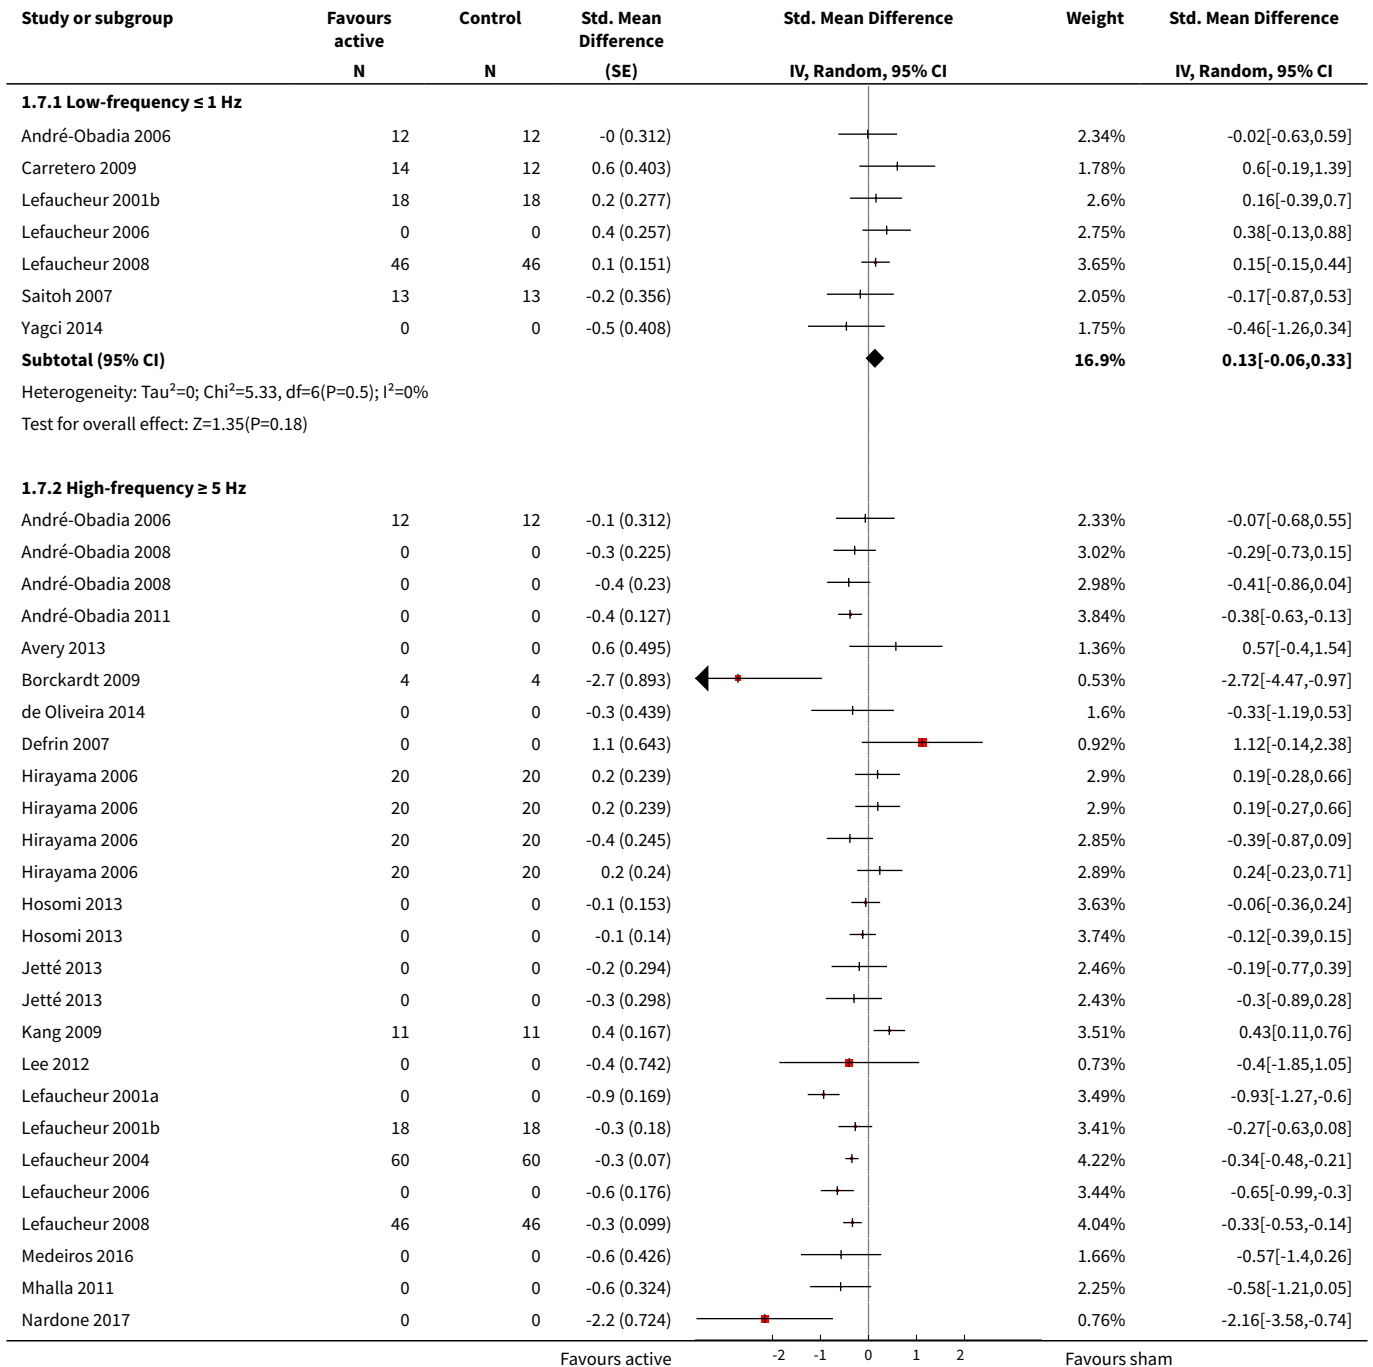 Study or subgroup Favours active Control Std. Mean Difference Std. Mean Difference Weight Std. Mean Difference
N N (SE) IV, Random, 95% CI IV, Random, 95% CI
1.7.1 Low-frequency ≤ 1 Hz
André-Obadia 2006 12 12 -0 (0.312) 2.34% -0.02[-0.63,0.59]
Carretero 2009 14 12 0.6 (0.403) 1.78% 0.6[-0.19,1.39]
Lefaucheur 2001b 18 18 0.2 (0.277) 2.6% 0.16[-0.39,0.7]
Lefaucheur 2006 0 0 0.4 (0.257) 2.75% 0.38[-0.13,0.88]
Lefaucheur 2008 46 46 0.1 (0.151) 3.65% 0.15[-0.15,0.44]
Saitoh 2007 13 13 -0.2 (0.356) 2.05% -0.17[-0.87,0.53]
Yagci 2014 0 0 -0.5 (0.408) 1.75% -0.46[-1.26,0.34]
Subtotal (95% CI) 16.9% 0.13[-0.06,0.33]
Heterogeneity: Tau²=0; Chi²=5.33, df=6(P=0.5); I²=0%
Test for overall effect: Z=1.35(P=0.18)
1.7.2 High-frequency ≥ 5 Hz
André-Obadia 2006 12 12 -0.1 (0.312) 2.33% -0.07[-0.68,0.55]
André-Obadia 2008 0 0 -0.3 (0.225) 3.02% -0.29[-0.73,0.15]
André-Obadia 2008 0 0 -0.4 (0.23) 2.98% -0.41[-0.86,0.04]
André-Obadia 2011 0 0 -0.4 (0.127) 3.84% -0.38[-0.63,-0.13]
Avery 2013 0 0 0.6 (0.495) 1.36% 0.57[-0.4,1.54]
Borckardt 2009 4 4 -2.7 (0.893) 0.53% -2.72[-4.47,-0.97]
de Oliveira 2014 0 0 -0.3 (0.439) 1.6% -0.33[-1.19,0.53]
Defrin 2007 0 0 1.1 (0.643) 0.92% 1.12[-0.14,2.38]
Hirayama 2006 20 20 0.2 (0.239) 2.9% 0.19[-0.28,0.66]
Hirayama 2006 20 20 0.2 (0.239) 2.9% 0.19[-0.27,0.66]
Hirayama 2006 20 20 -0.4 (0.245) 2.85% -0.39[-0.87,0.09]
Hirayama 2006 20 20 0.2 (0.24) 2.89% 0.24[-0.23,0.71]
Hosomi 2013 0 0 -0.1 (0.153) 3.63% -0.06[-0.36,0.24]
Hosomi 2013 0 0 -0.1 (0.14) 3.74% -0.12[-0.39,0.15]
Jetté 2013 0 0 -0.2 (0.294) 2.46% -0.19[-0.77,0.39]
Jetté 2013 0 0 -0.3 (0.298) 2.43% -0.3[-0.89,0.28]
Kang 2009 11 11 0.4 (0.167) 3.51% 0.43[0.11,0.76]
Lee 2012 0 0 -0.4 (0.742) 0.73% -0.4[-1.85,1.05]
Lefaucheur 2001a 0 0 -0.9 (0.169) 3.49% -0.93[-1.27,-0.6]
Lefaucheur 2001b 18 18 -0.3 (0.18) 3.41% -0.27[-0.63,0.08]
Lefaucheur 2004 60 60 -0.3 (0.07) 4.22% -0.34[-0.48,-0.21]
Lefaucheur 2006 0 0 -0.6 (0.176) 3.44% -0.65[-0.99,-0.3]
Lefaucheur 2008 46 46 -0.3 (0.099) 4.04% -0.33[-0.53,-0.14]
Medeiros 2016 0 0 -0.6 (0.426) 1.66% -0.57[-1.4,0.26]
Mhalla 2011 0 0 -0.6 (0.324) 2.25% -0.58[-1.21,0.05]
Nardone 2017 0 0 -2.2 (0.724) 0.76% -2.16[-3.58,-0.74]
Favours active -2 -1 0 1 2 Favours sham